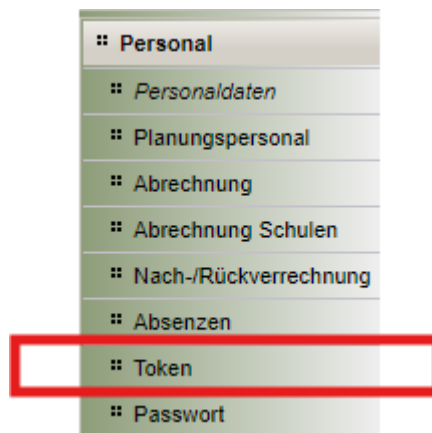 Personal
Personaldaten
Planungspersonal
Abrechnung
Abrechnung Schulen
Nach-/Rückverrechnung
Absenzen
Token
Passwort